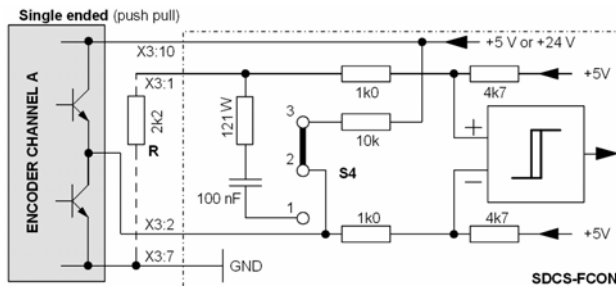 Single ended (push pull)
ENCODER CHANNEL A
X3:10
+5 V or +24 V
X3:1
+5V
1k0
4k7
2k2
R
121W
3
10k
2
S4
100 nF
1
X3:2
1k0
4k7
+5V
X3:7
GND
SDCS-FCON
+
−